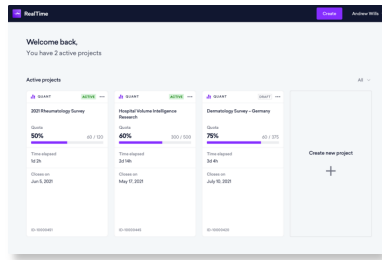 RealTime
Create
Andrew Wills
Welcome back,
You have 2 active projects
Active projects
All
QUANT
ACTIVE
2021 Rheumatology Survey
Quota
50%
60 / 120
Time elapsed
1d 2h
Closes on
Jun 5, 2021
QUANT
ACTIVE
Hospital Volume Intelligence
Research
Quota
60%
300 / 500
Time elapsed
2d 14h
Closes on
May 17, 2021
QUANT
DRAFT
Dermatology Survey – Germany
Quota
75%
60 / 375
Time elapsed
3d 4h
Closes on
July 10, 2021
Create new project